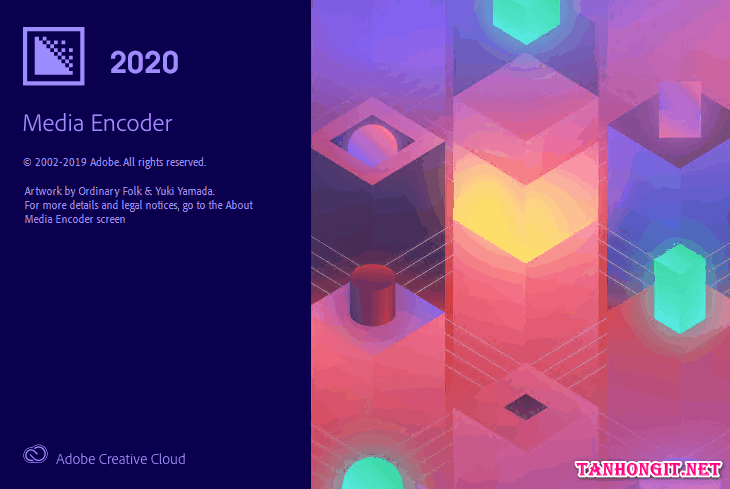 2020
Media Encoder
© 2002-2019 Adobe. All rights reserved.
Artwork by Ordinary Folk & Yuki Yamada.
For more details and legal notices, go to the About
Media Encoder screen
Adobe Creative Cloud
TANHONGIT.NET